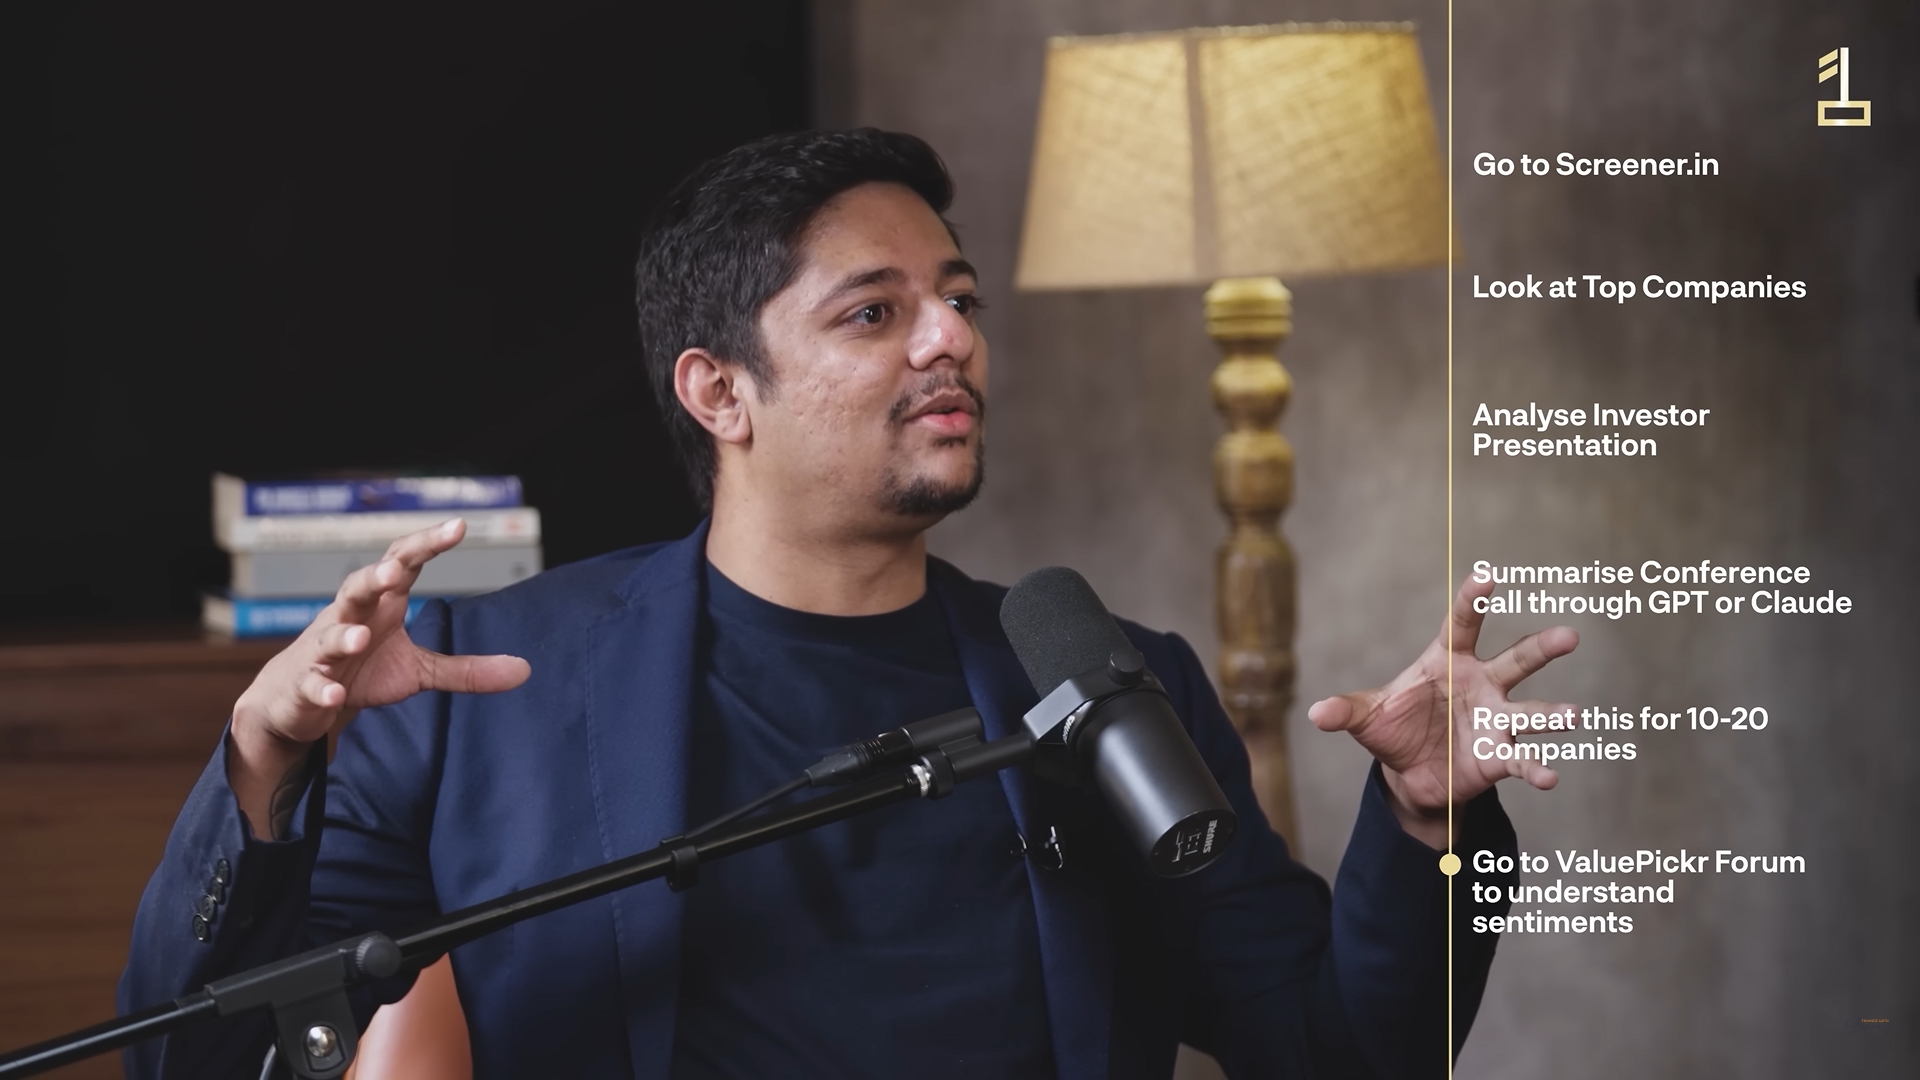 Go to Screener.in
Look at Top Companies
Analyse Investor
Presentation
Summarise Conference
call through GPT or Claude
Repeat this for 10-20
Companies
Go to ValuePickr Forum
to understand
sentiments
SHURE